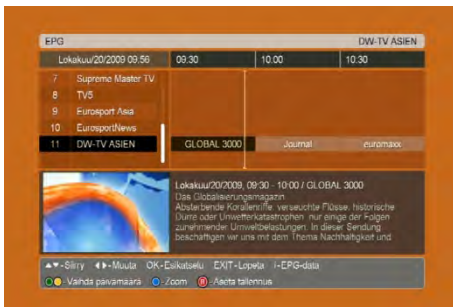 EPG DW-TV ASIEN
Lokakuu/20/2009 09:56 09.30 10.00 10.30
7 Supreme Master TV
8 TV5
9 Eurosport Asia
10 EurosportNews
11 DW-TV ASIEN GLOBAL 3000 Journal euromaxx
Lokakuu/20/2009, 09:30 - 10:00 / GLOBAL 3000
Das Globalisierungsmagazin
Absterbende Korallenriffe, verseuchte Flüsse, historische
Dürre oder Unwetterkatastrophen: nur einige der Folgen
zunehmender Umweltbelastungen. In dieser Sendung
beschäftigen wir uns mit dem Thema Nachhaltigkeit und
▲▼-Siirry ◀▶-Muuta OK-Esikatselu EXIT-Lopeta i-EPG-data
Vaihda päivämäärä -Zoom R-Aseta tallennus